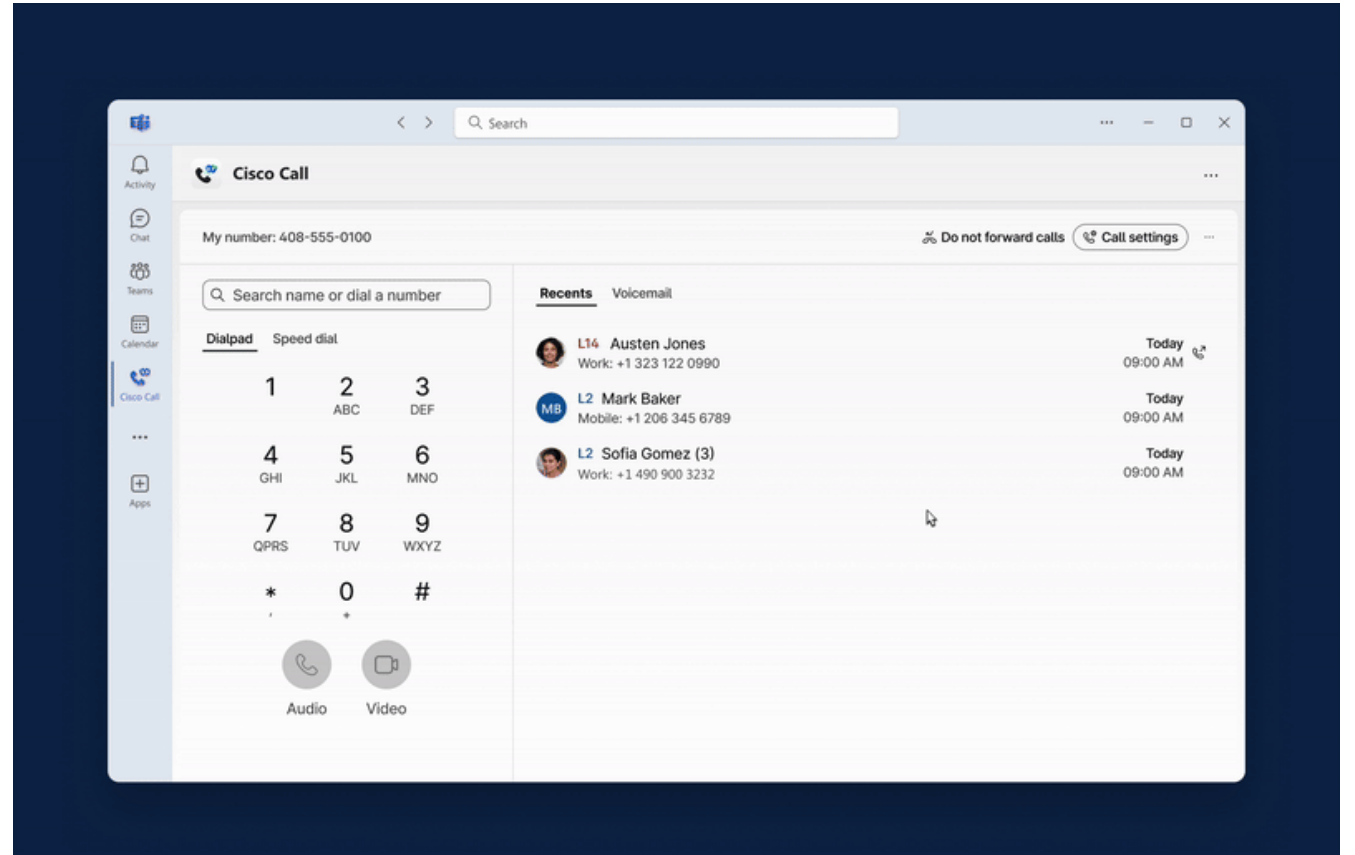 Search
Activity
Chat
Teams
Calendar
Cisco Call
Apps
Cisco Call
My number: 408-555-0100
Do not forward calls
Call settings
Search name or dial a number
Dialpad Speed dial
1 2 3
ABC DEF
4 5 6
GHI JKL MNO
7 8 9
QPRS TUV WXYZ
* 0 #
, +
Audio Video
Recents Voicemail
L14 Austen Jones Today
Work: +1 323 122 0990 09:00 AM
MB
L2 Mark Baker Today
Mobile: +1 206 345 6789 09:00 AM
L2 Sofia Gomez (3) Today
Work: +1 490 900 3232 09:00 AM